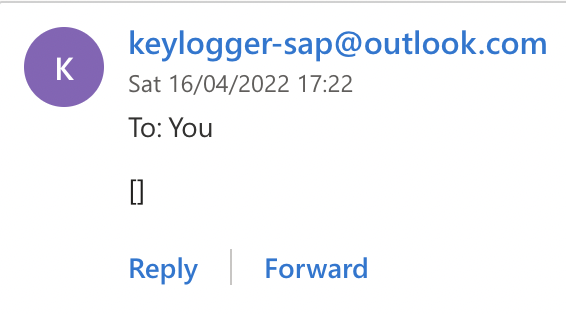 K
keylogger-sap@outlook.com
Sat 16/04/2022 17:22
To: You
[]
Reply
Forward